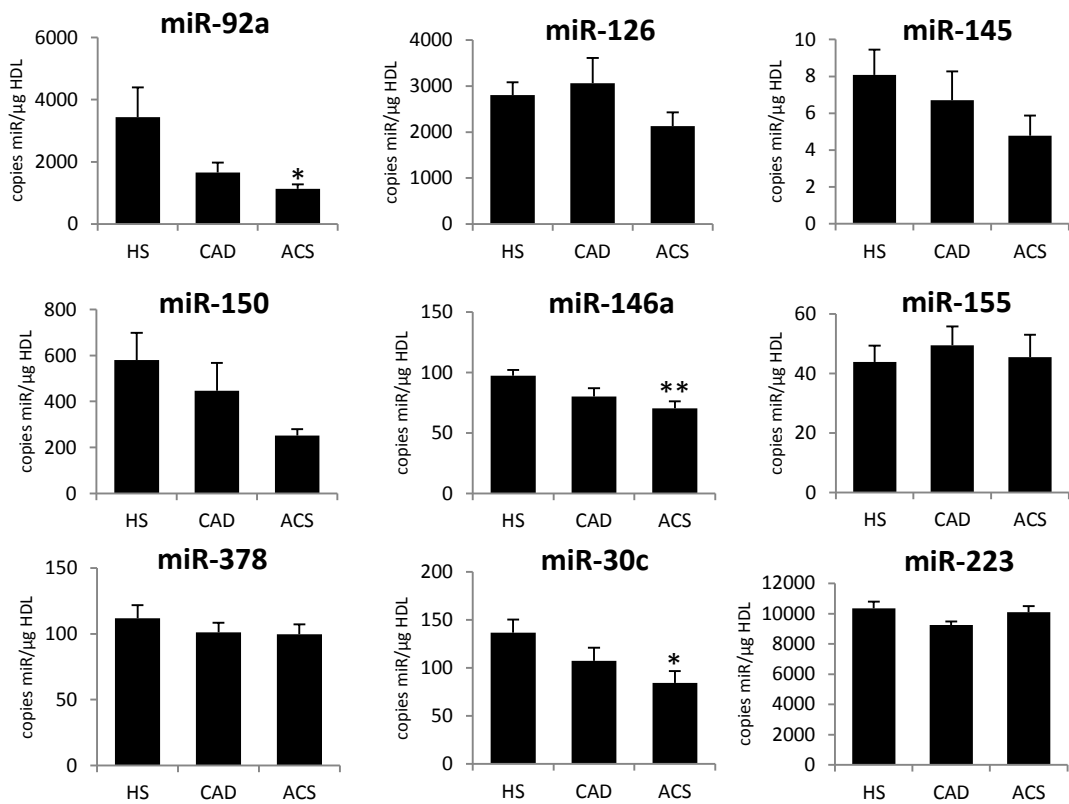 miR-92a
6000
4000
2000
0
copies miR/µg HDL
*
HS CAD ACS
miR-126
4000
3000
2000
1000
0
copies miR/µg HDL
HS CAD ACS
miR-145
10
8
6
4
2
0
copies miR/µg HDL
HS CAD ACS
miR-150
800
600
400
200
0
copies miR/µg HDL
HS CAD ACS
miR-146a
150
100
50
0
copies miR/µg HDL
**
HS CAD ACS
miR-155
60
40
20
0
copies miR/µg HDL
HS CAD ACS
miR-378
150
100
50
0
copies miR/µg HDL
HS CAD ACS
miR-30c
200
150
100
50
0
copies miR/µg HDL
*
HS CAD ACS
miR-223
12000
10000
8000
6000
4000
2000
0
copies miR/µg HDL
HS CAD ACS